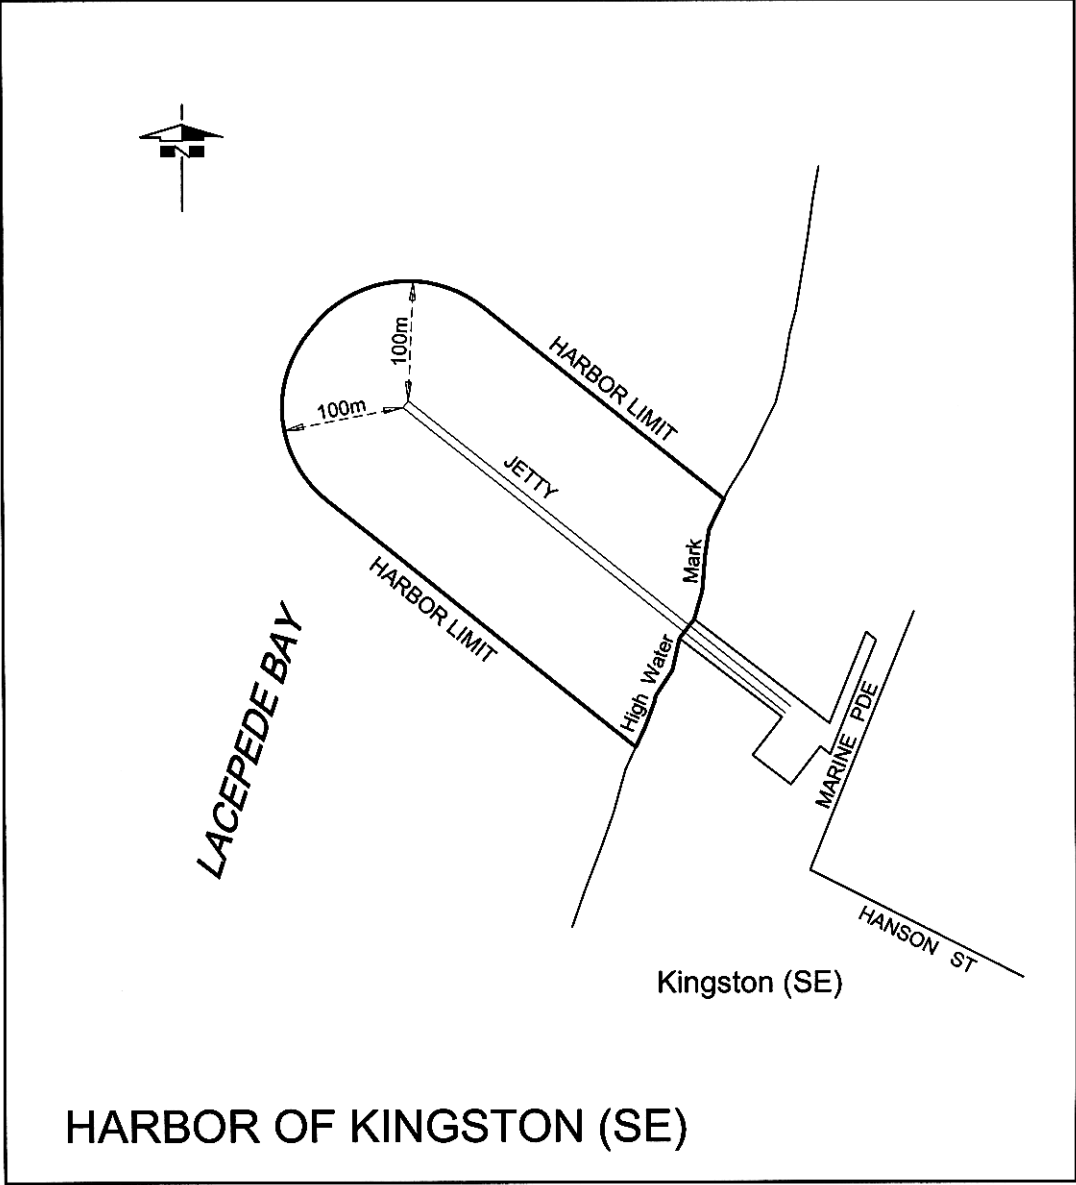 N
100m
100m
HARBOR LIMIT
JETTY
HARBOR LIMIT
High Water Mark
LACEPEDE BAY
MARINE PDE
HANSON ST
Kingston (SE)
HARBOR OF KINGSTON (SE)